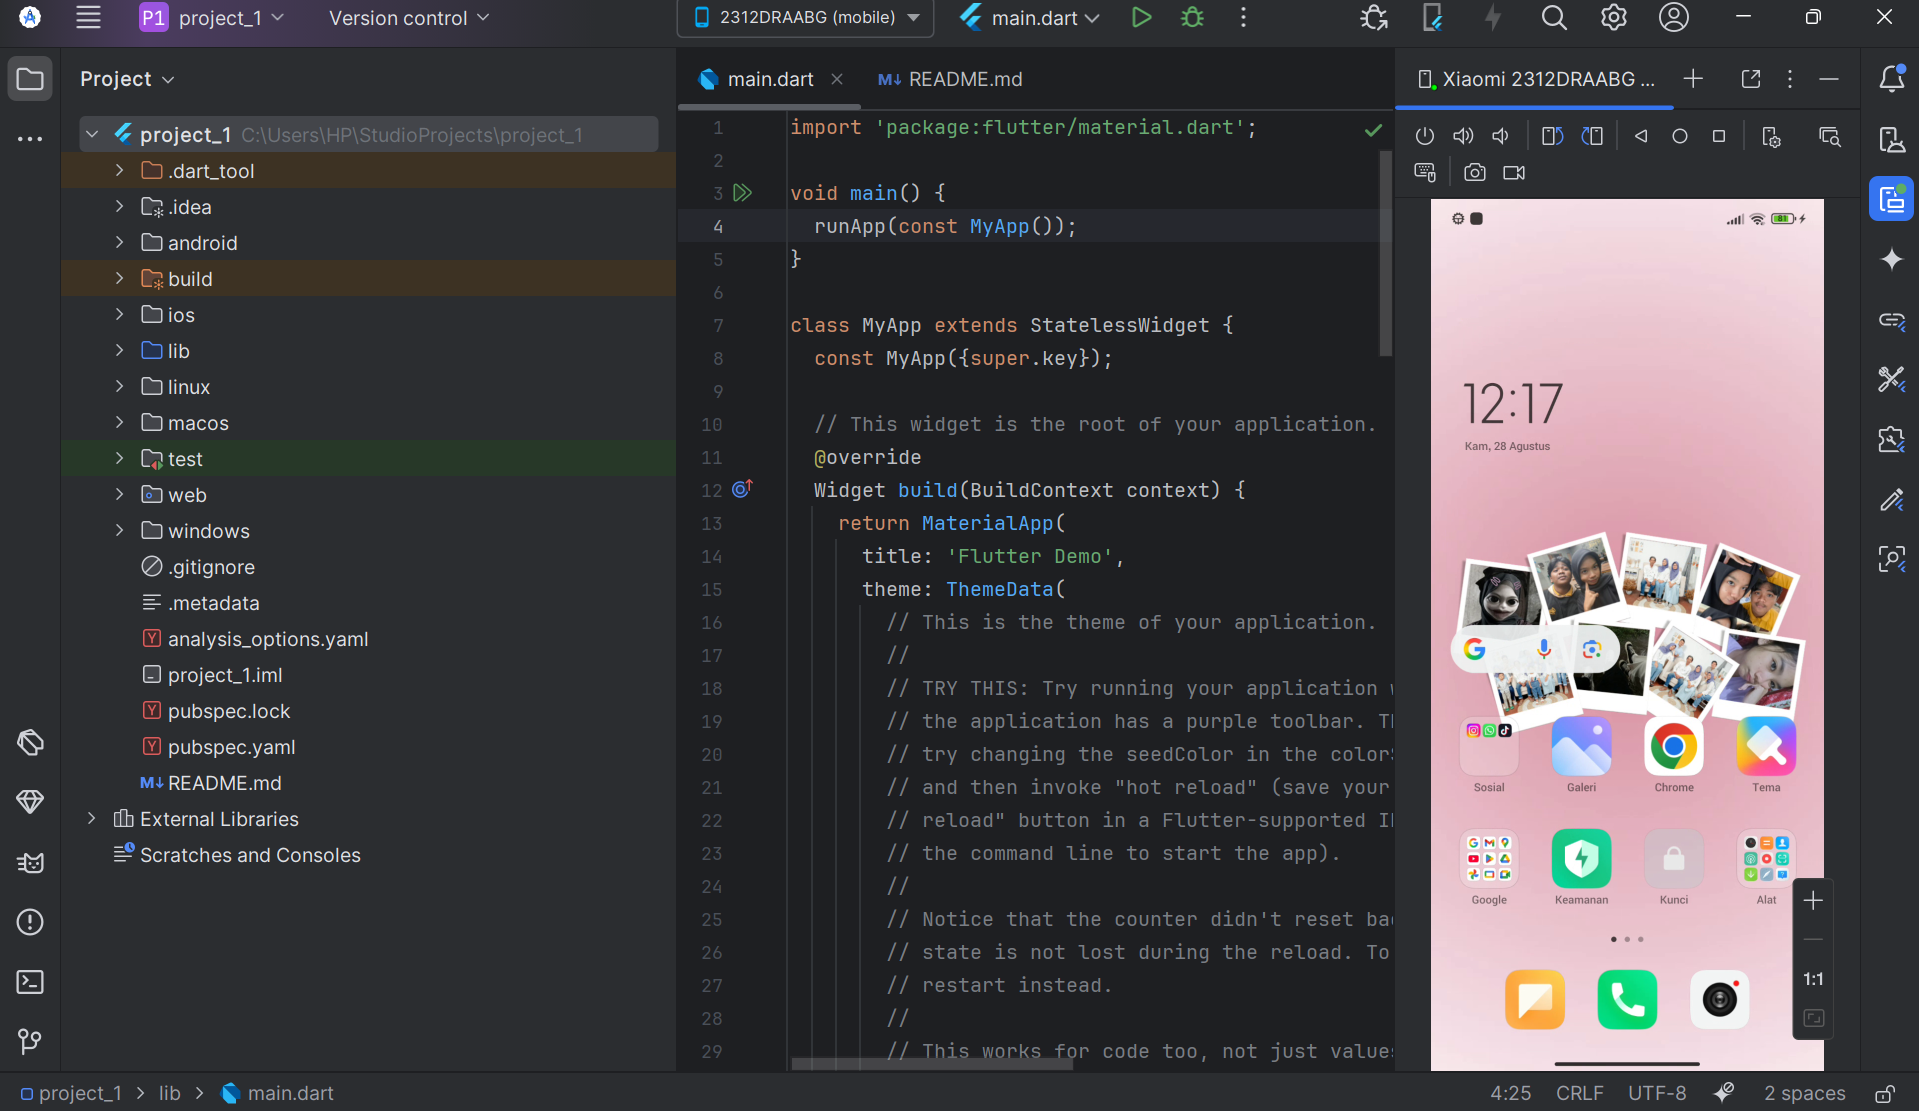 P1 project_1 Version control 2312DRAABG (mobile) main.dart
Project
project_1 C:\Users\HP\StudioProjects\project_1
.dart_tool
.idea
android
build
ios
lib
linux
macos
test
web
windows
.gitignore
.metadata
Y analysis_options.yaml
project_1.iml
Y pubspec.lock
Y pubspec.yaml
M↓ README.md
External Libraries
Scratches and Consoles
main.dart M↓ README.md
1 import 'package:flutter/material.dart';
2
3 void main() {
4 runApp(const MyApp());
5 }
6
7 class MyApp extends StatelessWidget {
8 const MyApp({super.key});
9
10 // This widget is the root of your application.
11 @override
12 Widget build(BuildContext context) {
13 return MaterialApp(
14 title: 'Flutter Demo',
15 theme: ThemeData(
16 // This is the theme of your application.
17 //
18 // TRY THIS: Try running your application w
19 // the application has a purple toolbar. Th
20 // try changing the seedColor in the colorS
21 // and then invoke "hot reload" (save your
22 // reload" button in a Flutter-supported ID
23 // the command line to start the app).
24 //
25 // Notice that the counter didn't reset bac
26 // state is not lost during the reload. To
27 // restart instead.
28 //
29 // This works for code too, not just values
Xiaomi 2312DRAABG ...
81
12:17
Kam, 28 Agustus
Sosial Galeri Chrome Tema
Google Keamanan Kunci Alat
1:1
project_1 > lib > main.dart
4:25 CRLF UTF-8 2 spaces